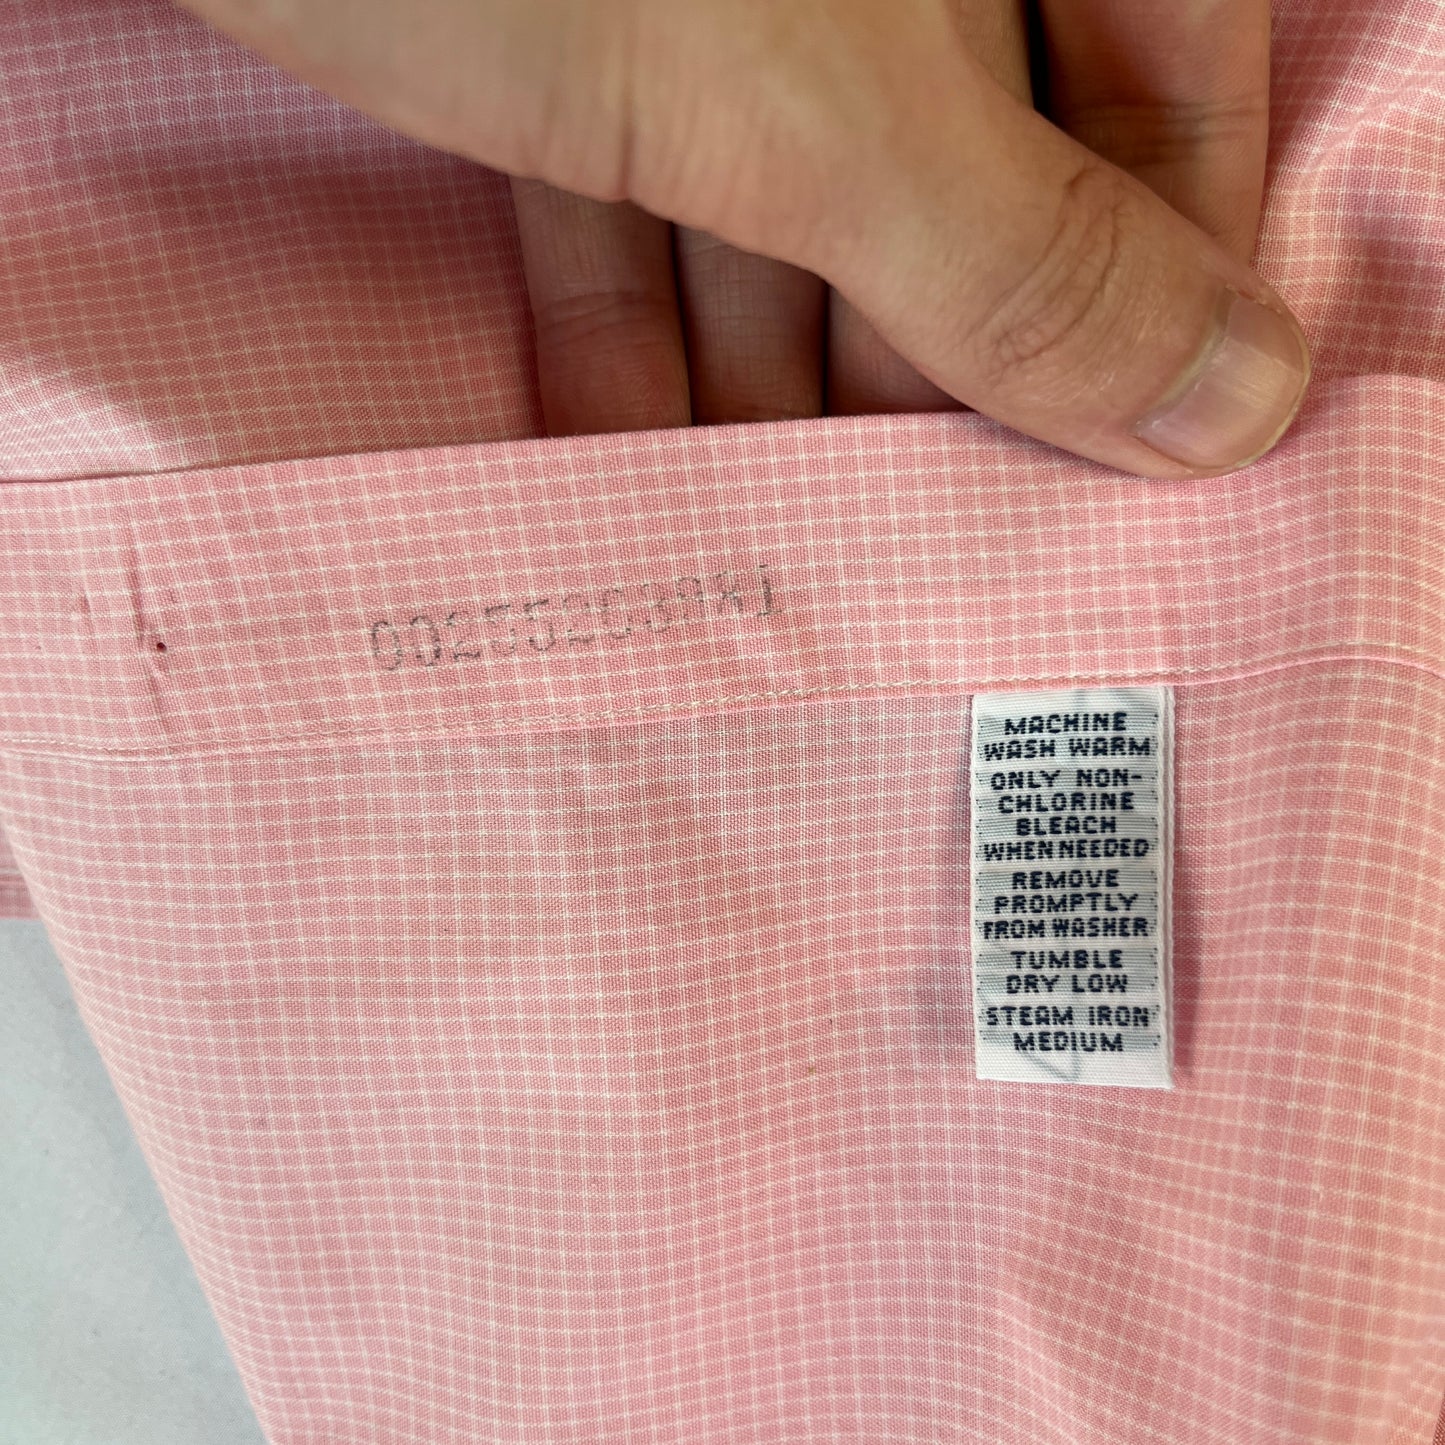 MACHINE
WASH WARM
ONLY NON-
CHLORINE
BLEACH
WHEN NEEDED
REMOVE
PROMPTLY
FROM WASHER
TUMBLE
DRY LOW
STEAM IRON
MEDIUM